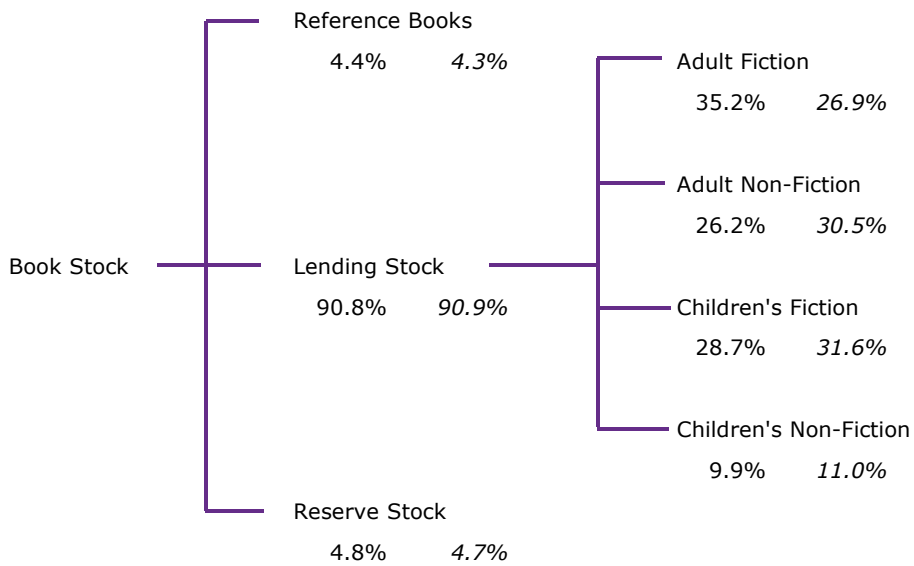 Reference Books
4.4% 4.3%
Adult Fiction
35.2% 26.9%
Adult Non-Fiction
26.2% 30.5%
Book Stock
Lending Stock
90.8% 90.9%
Children's Fiction
28.7% 31.6%
Children's Non-Fiction
9.9% 11.0%
Reserve Stock
4.8% 4.7%